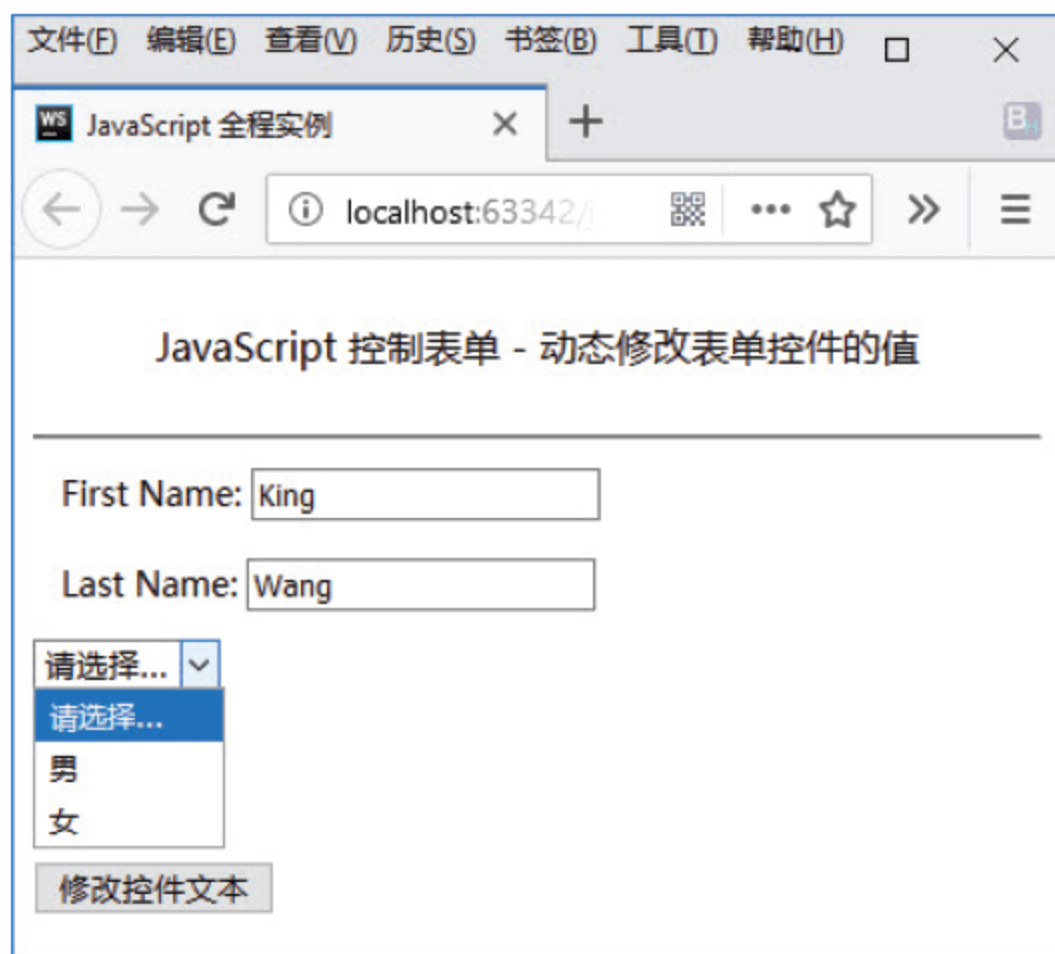 文件(F) 编辑(E) 查看(V) 历史(S) 书签(B) 工具(T) 帮助(H)
WS JavaScript 全程实例
localhost:63342/
JavaScript 控制表单 - 动态修改表单控件的值
First Name: King
Last Name: Wang
请选择...
请选择...
男
女
修改控件文本